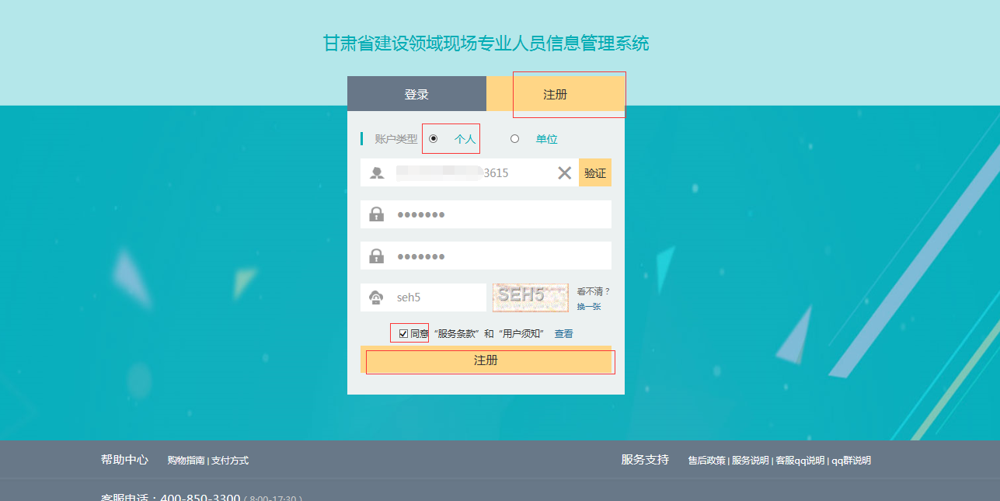 甘肃省建设领域现场专业人员信息管理系统
登录 注册
账户类型 个人 单位
3615 验证
●●●●●●●
●●●●●●●
seh5 SEH5 看不清？
换一张
同意 “服务条款” 和 “用户须知” 查看
注册
帮助中心 购物指南 | 支付方式 服务支持 售后政策 | 服务说明 | 客服qq说明 | qq群说明
客服电话：400-850-3300 ( 8:00-17:30 )